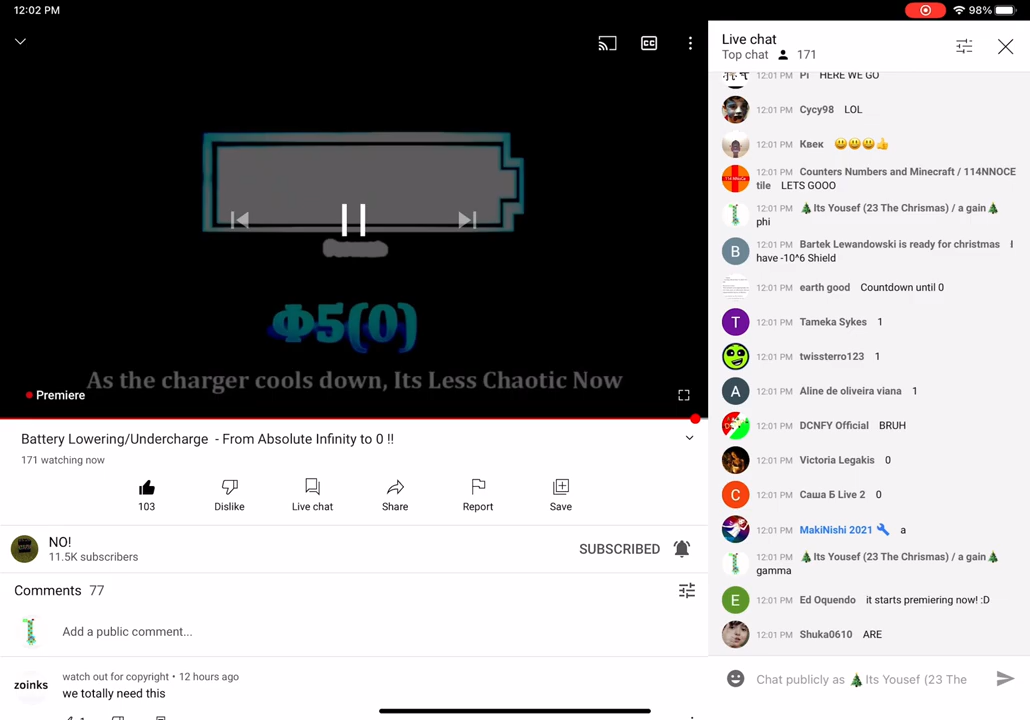 12:02 PM
98%
Φ5(0)
As the charger cools down, Its Less Chaotic Now
Premiere
Battery Lowering/Undercharge - From Absolute Infinity to 0 !!
171 watching now
103
Dislike
Live chat
Share
Report
Save
NO!
11.5K subscribers
SUBSCRIBED
Comments 77
Add a public comment...
zoinks
watch out for copyright • 12 hours ago
we totally need this
Live chat
Top chat 171
12:01 PM Pi HERE WE GO
12:01 PM Cycy98 LOL
12:01 PM Квек 😃😃😃👍
12:01 PM Counters Numbers and Minecraft / 114NNOCE
tile LETS GOOO
12:01 PM 🎄Its Yousef (23 The Chrismas) / a gain🎄
phi
B
12:01 PM Bartek Lewandowski is ready for christmas I
have -10^6 Shield
12:01 PM earth good Countdown until 0
T
12:01 PM Tameka Sykes 1
12:01 PM twissterro123 1
A
12:01 PM Aline de oliveira viana 1
12:01 PM DCNFY Official BRUH
12:01 PM Victoria Legakis 0
C
12:01 PM Саша Б Live 2 0
12:01 PM MakiNishi 2021 🔧 a
12:01 PM 🎄Its Yousef (23 The Chrismas) / a gain🎄
gamma
E
12:01 PM Ed Oquendo it starts premiering now! :D
12:01 PM Shuka0610 ARE
Chat publicly as 🎄Its Yousef (23 The